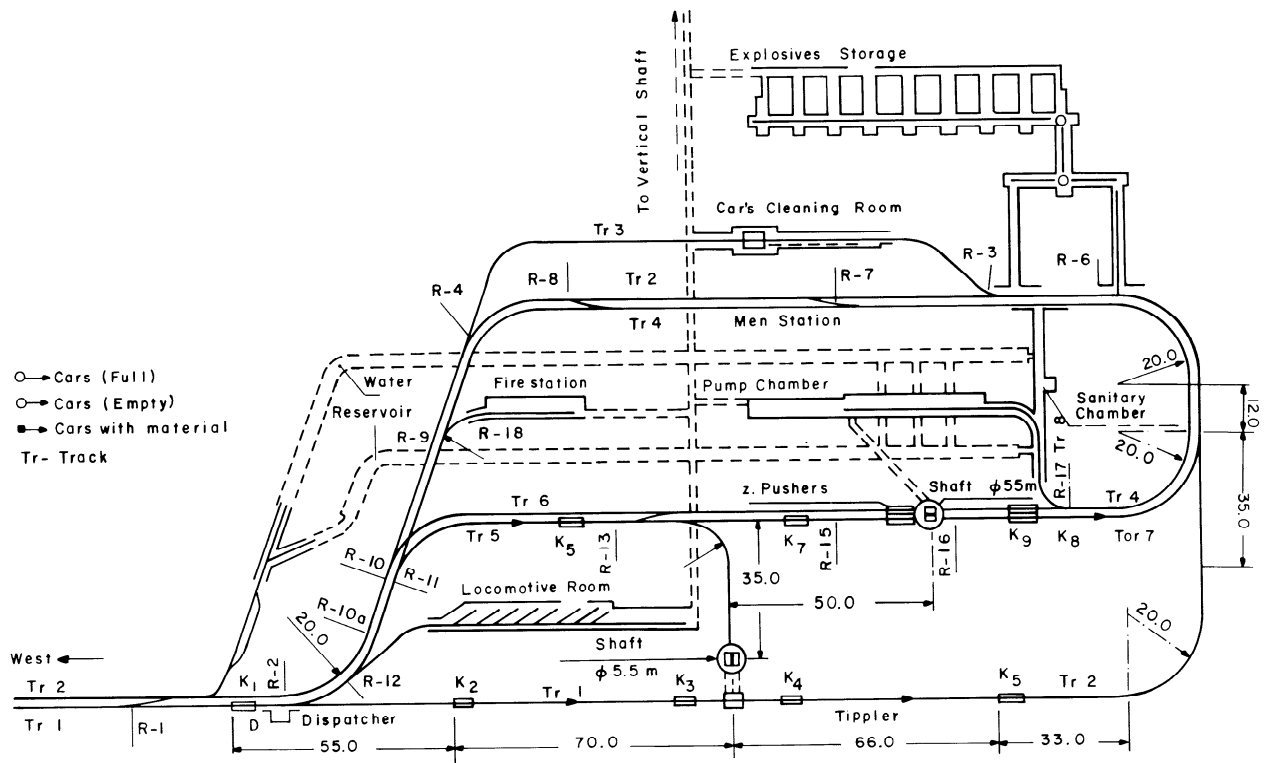 To Vertical Shaft
Explosives Storage
Car's Cleaning Room
Tr 3
R-3
R-6
R-8
Tr 2
R-7
R-4
Tr 4
Men Station
Cars (Full)
Cars (Empty)
Cars with material
Tr- Track
Water
Reservoir
Fire station
Pump Chamber
20.0
Sanitary
Chamber
12.0
R-9
R-18
Tr 8
20.0
R-17
z. Pushers
Shaft φ55m
Tr 6
Tr 4
Tr 5
K5
R-13
K7
R-15
R-16
K9
K8
Tor 7
35.0
R-10
R-11
35.0
Locomotive Room
50.0
R-10a
20.0
20.0
Shaft
φ5.5 m
West
R-2
R-12
Tr 2
K1
K2
Tr 1
K3
K4
K5
Tr 2
Tr 1
R-1
D
Dispatcher
Tippler
55.0
70.0
66.0
33.0